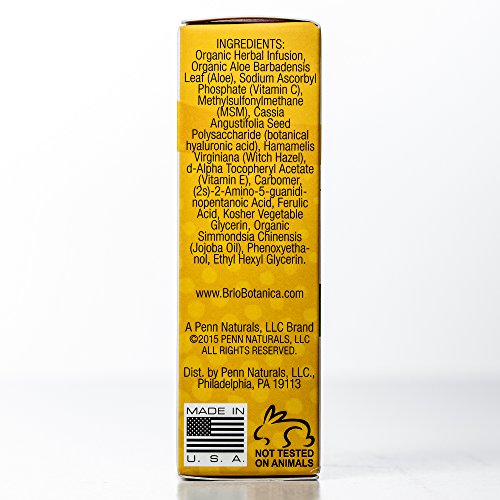 INGREDIENTS:
Organic Herbal Infusion,
Organic Aloe Barbadensis
Leaf (Aloe), Sodium Ascorbyl
Phosphate (Vitamin C),
Methylsulfonylmethane
(MSM), Cassia
Angustifolia Seed
Polysaccharide (botanical
hyaluronic acid), Hamamelis
Virginiana (Witch Hazel),
d-Alpha Tocopheryl Acetate
(Vitamin E), Carbomer,
(2s)-2-Amino-5-guanidi-
nopentanoic Acid, Ferulic
Acid, Kosher Vegetable
Glycerin, Organic
Simmondsia Chinensis
(Jojoba Oil), Phenoxyetha-
nol, Ethyl Hexyl Glycerin.
www.BrioBotanica.com
A Penn Naturals, LLC Brand
©2015 PENN NATURALS, LLC
ALL RIGHTS RESERVED.
Dist. by Penn Naturals, LLC.,
Philadelphia, PA 19113
MADE IN
U. S. A.
NOT TESTED
ON ANIMALS